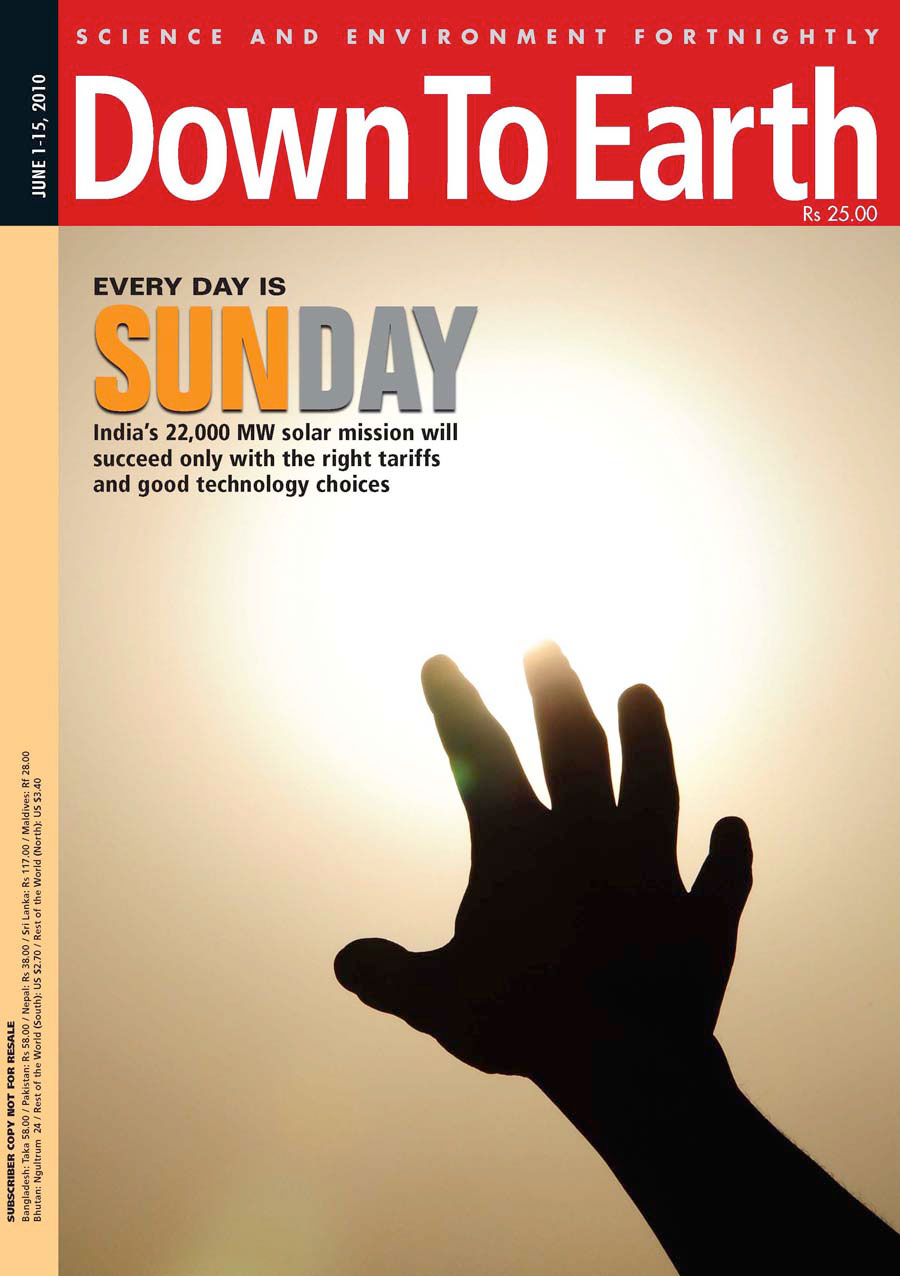 SCIENCE AND ENVIRONMENT FORTNIGHTLY
JUNE 1-15, 2010
Down To Earth
Rs 25.00
EVERY DAY IS
SUNDAY
India's 22,000 MW solar mission will
succeed only with the right tariffs
and good technology choices
SUBSCRIBER COPY NOT FOR RESALE
Bangladesh: Taka 58.00 / Pakistan: Rs 58.00 / Nepal: Rs 38.00 / Sri Lanka: Rs 117.00 / Maldives: Rf 28.00
Bhutan: Ngultrum 24 / Rest of the World (South): US $2.70 / Rest of the World (North): US $3.40